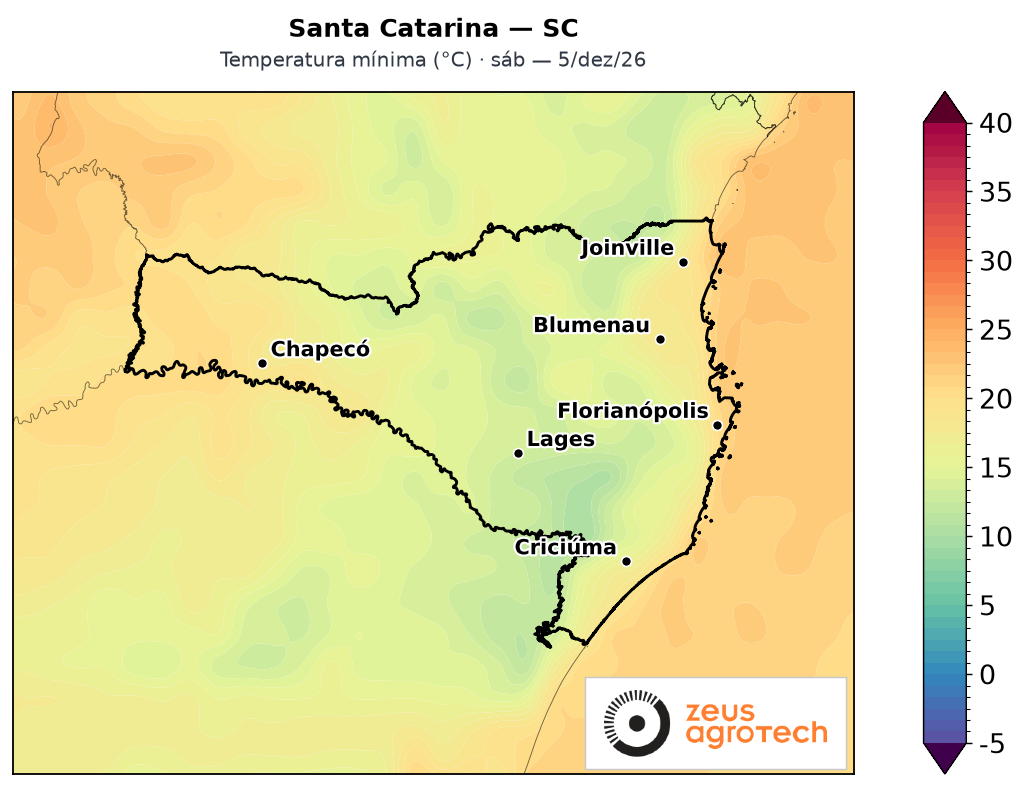 Santa Catarina — SC
Temperatura mínima (°C) · sáb — 5/dez/26
40
35
30
25
20
15
10
5
0
-5
Joinville
Blumenau
Chapecó
Florianópolis
Lages
Criciúma
zeus
agrotech